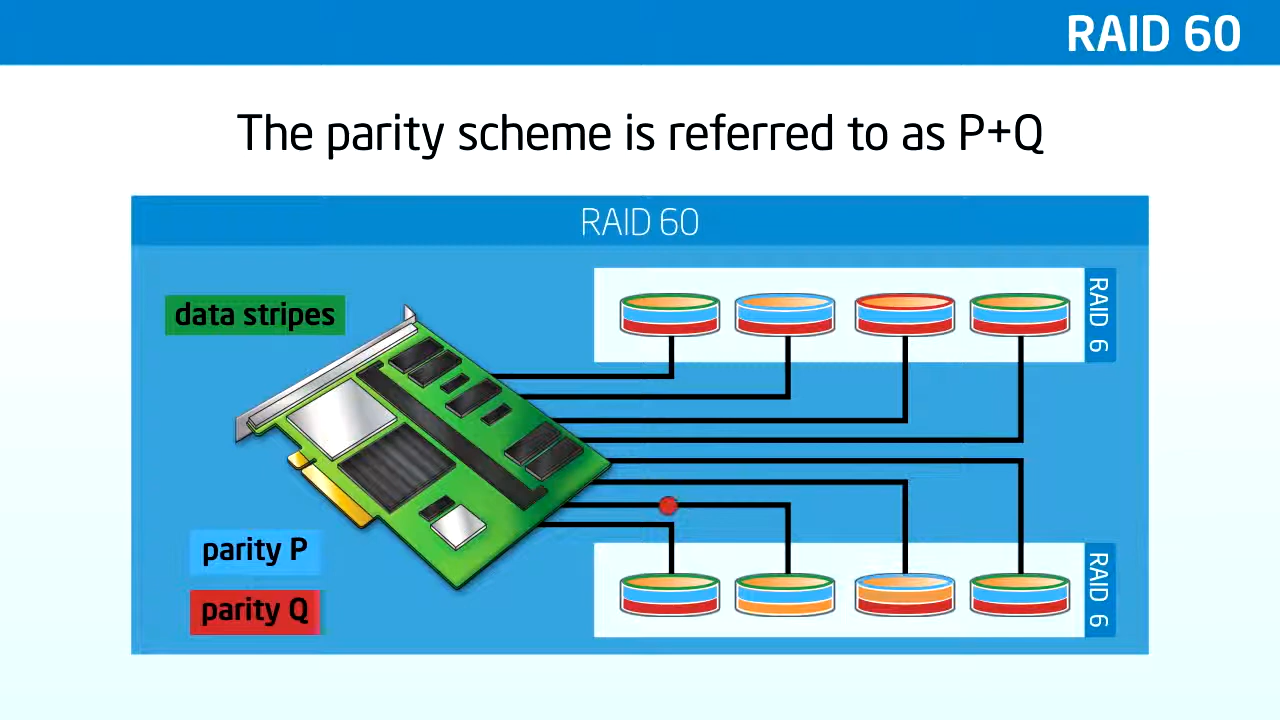 RAID 60
The parity scheme is referred to as P+Q
RAID 60
data stripes
RAID 6
parity P
parity Q
RAID 6